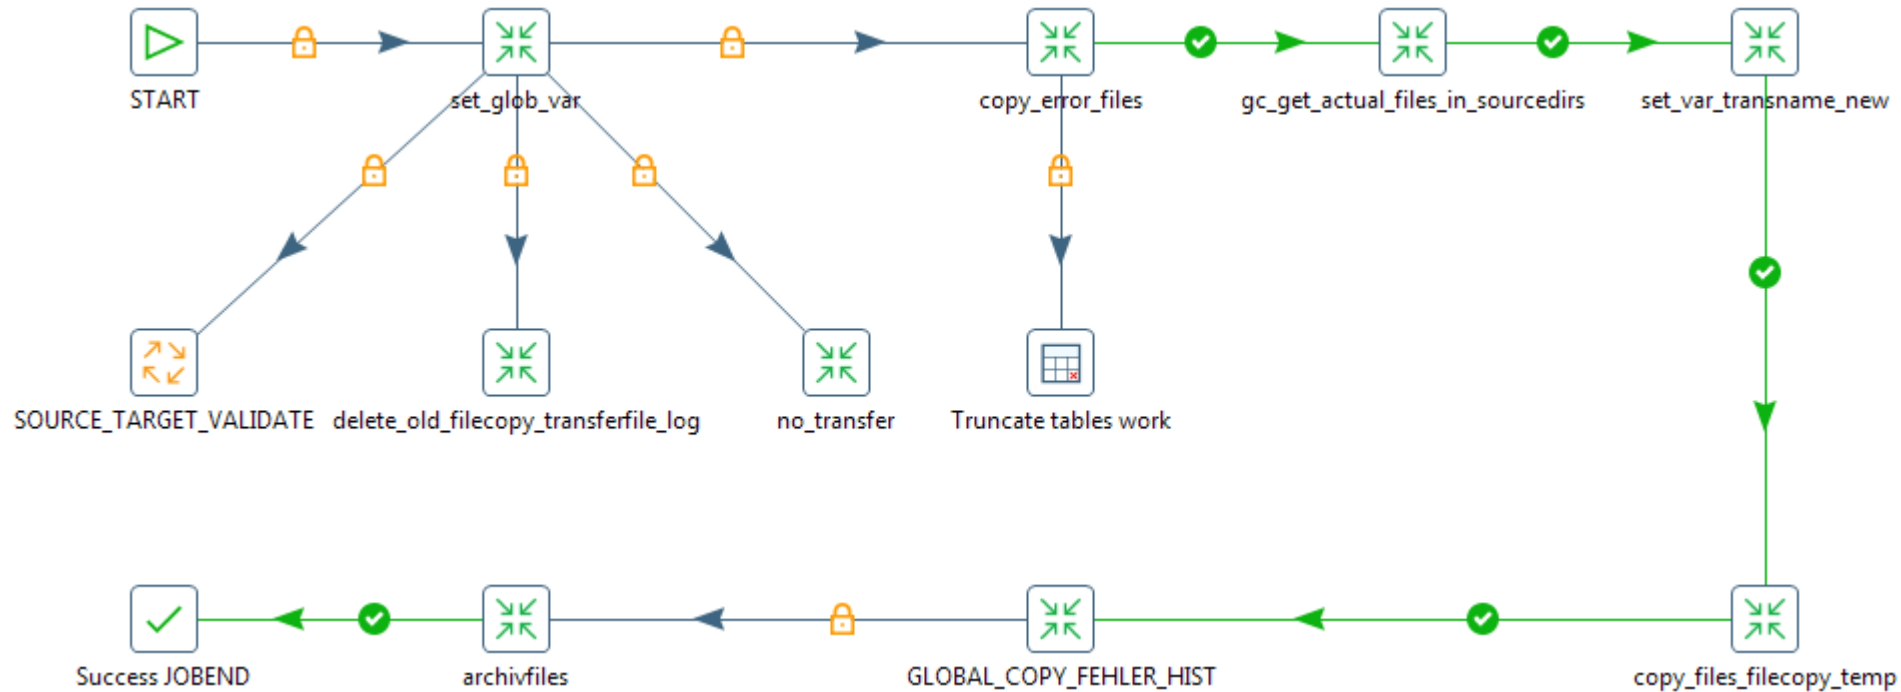 START
set_glob_var
copy_error_files
gc_get_actual_files_in_sourcedirs
set_var_transname_new
SOURCE_TARGET_VALIDATE
delete_old_filecopy_transferfile_log
no_transfer
Truncate tables work
Success JOBEND
archivfiles
GLOBAL_COPY_FEHLER_HIST
copy_files_filecopy_temp